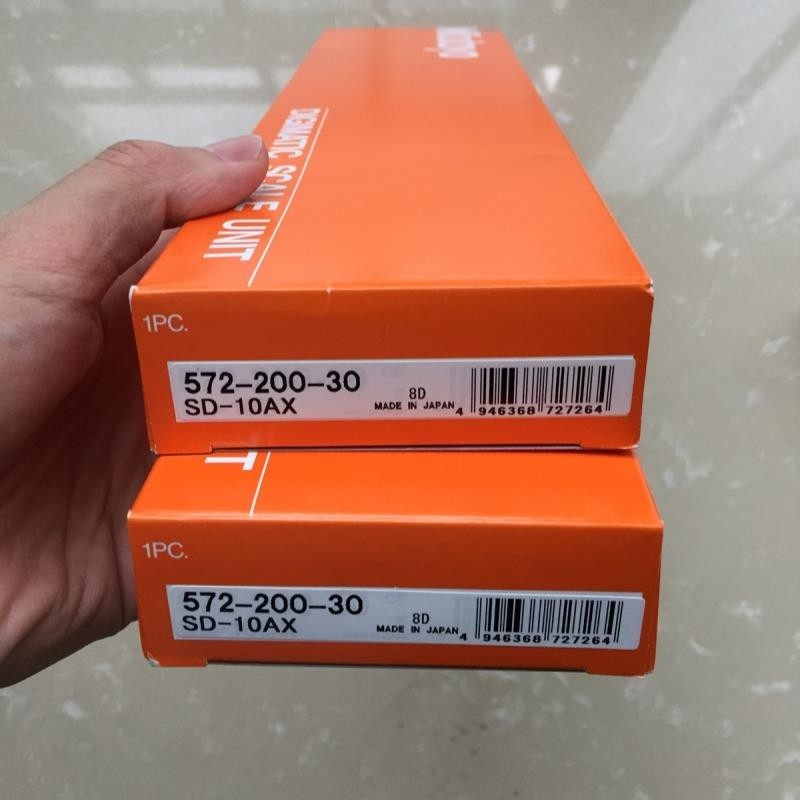 Mitutoyo
DIGIMATIC SCALE UNIT
1PC.
572-200-30
SD-10AX
8D
MADE IN JAPAN
4 946368 727264
T
1PC.
572-200-30
SD-10AX
8D
MADE IN JAPAN
4 946368 727264